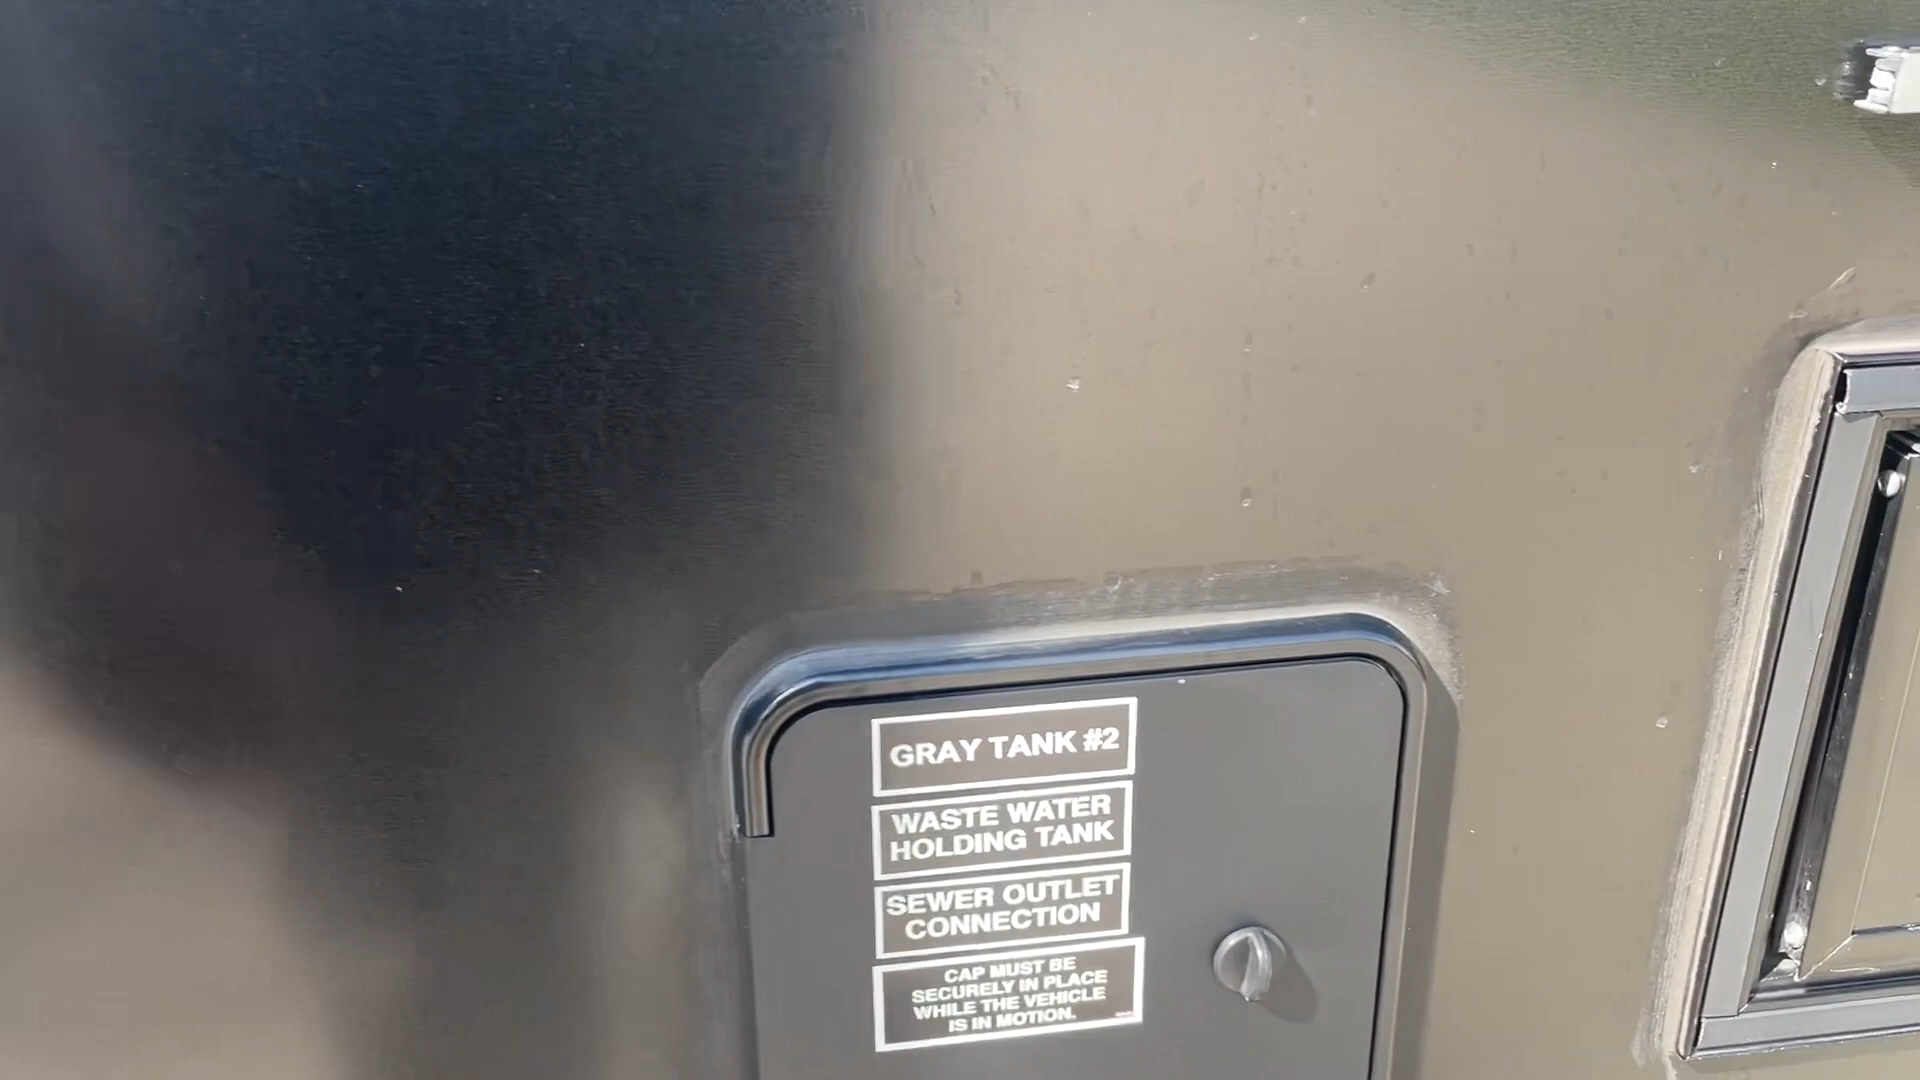 GRAY TANK #2
WASTE WATER
HOLDING TANK
SEWER OUTLET
CONNECTION
CAP MUST BE
SECURELY IN PLACE
WHILE THE VEHICLE
IS IN MOTION.